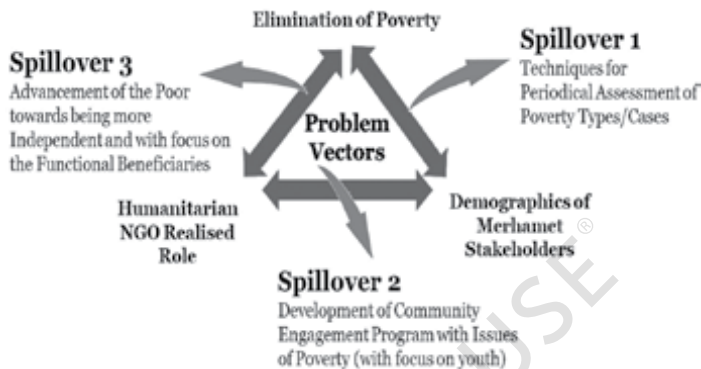 Elimination of Poverty
Spillover 3
Advancement of the Poor
towards being more
Independent and with focus on
the Functional Beneficiaries
Spillover 1
Techniques for
Periodical Assessment of
Poverty Types/Cases
Problem
Vectors
Humanitarian
NGO Realised
Role
Demographics of
Merhamet
Stakeholders
Spillover 2
Development of Community
Engagement Program with Issues
of Poverty (with focus on youth)
USE®